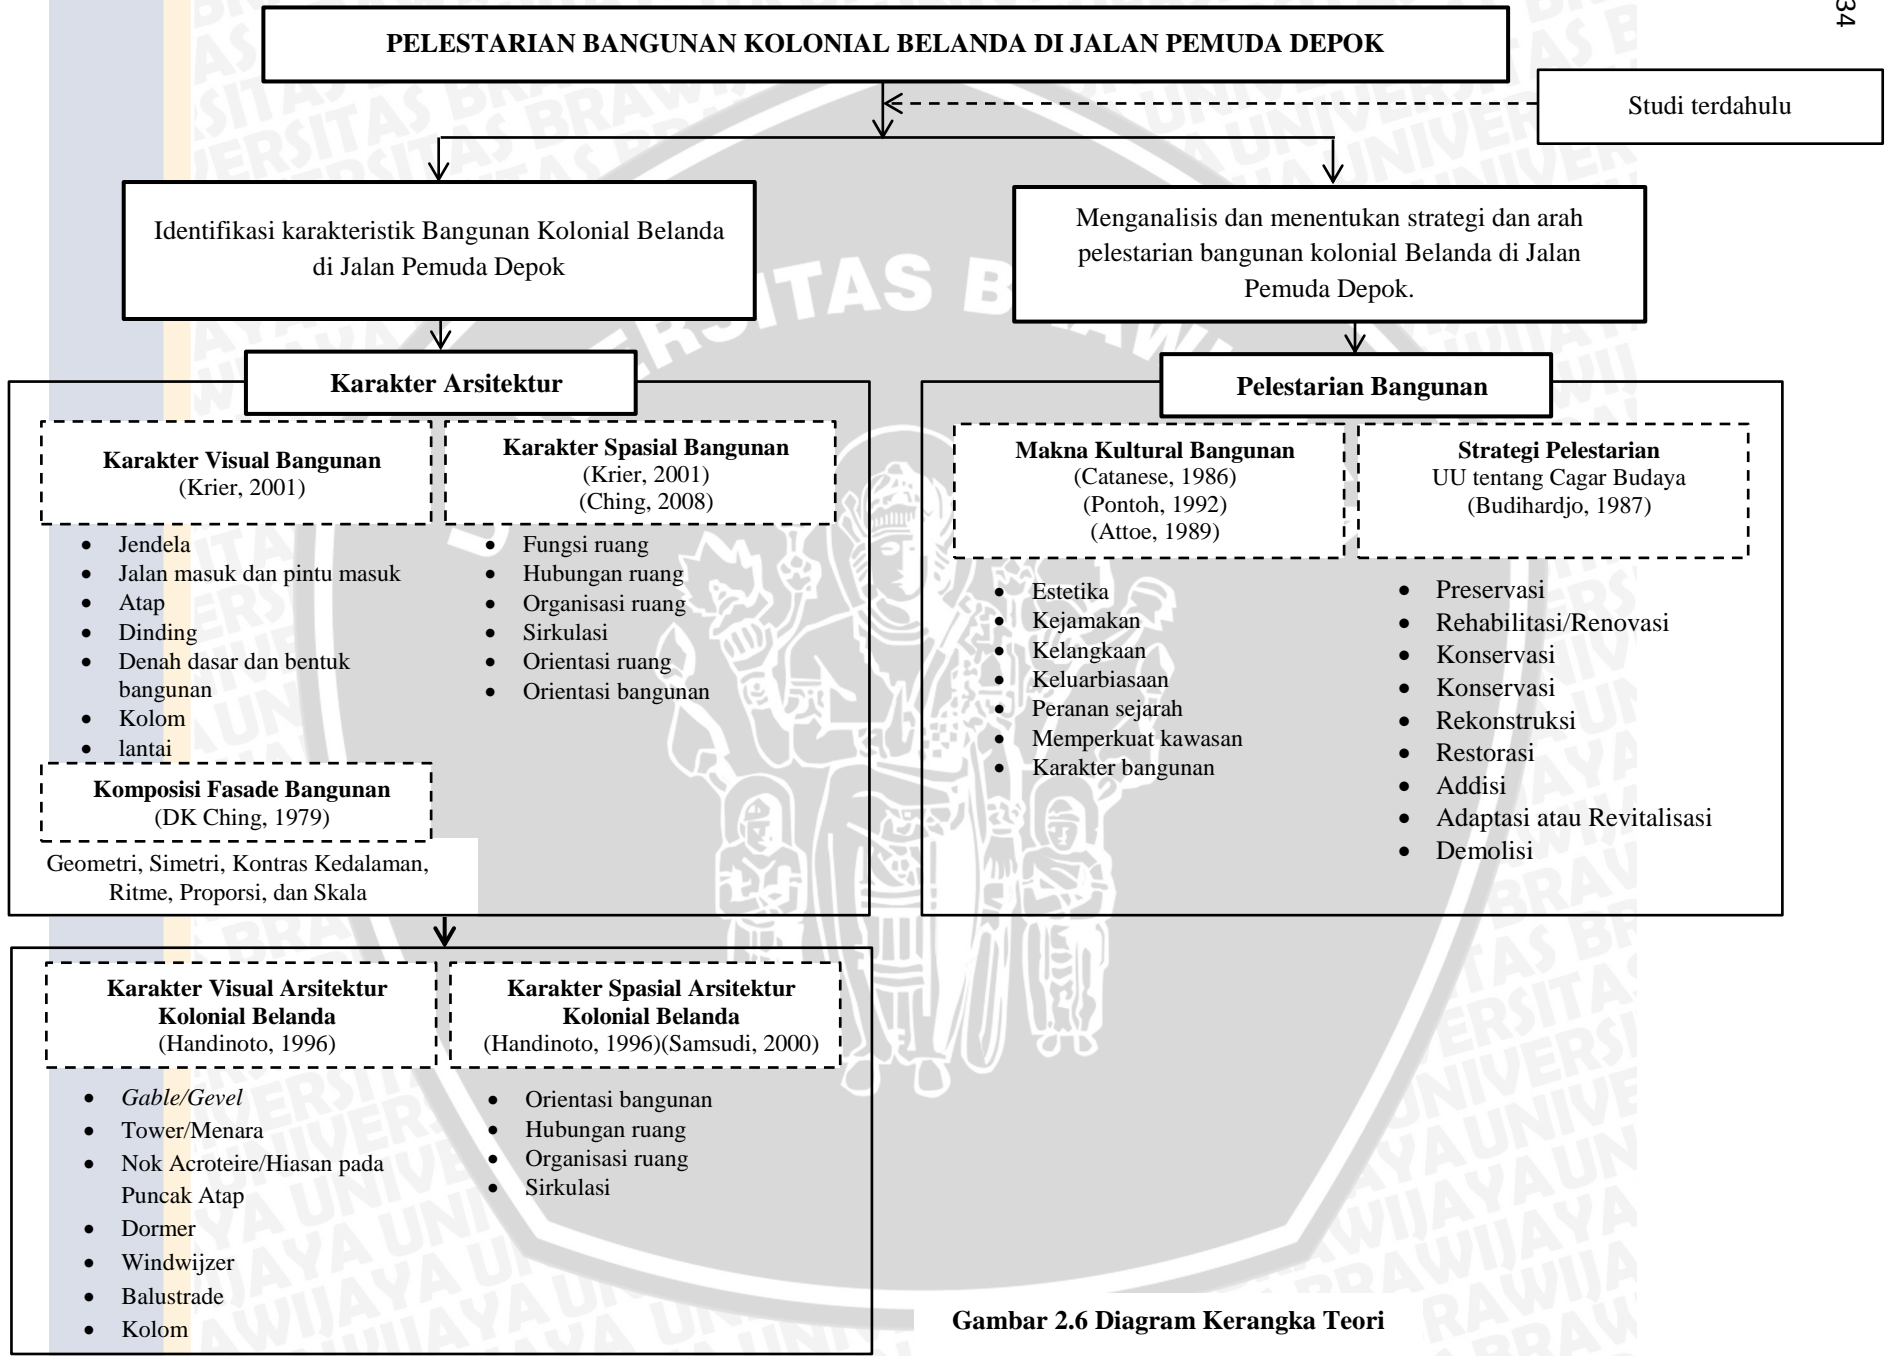 34
PELESTARIAN BANGUNAN KOLONIAL BELANDA DI JALAN PEMUDA DEPOK
Studi terdahulu
Identifikasi karakteristik Bangunan Kolonial Belanda
di Jalan Pemuda Depok
Menganalisis dan menentukan strategi dan arah
pelestarian bangunan kolonial Belanda di Jalan
Pemuda Depok.
Karakter Arsitektur
Karakter Visual Bangunan
(Krier, 2001)
• Jendela
• Jalan masuk dan pintu masuk
• Atap
• Dinding
• Denah dasar dan bentuk
bangunan
• Kolom
• lantai
Komposisi Fasade Bangunan
(DK Ching, 1979)
Geometri, Simetri, Kontras Kedalaman,
Ritme, Proporsi, dan Skala
Karakter Spasial Bangunan
(Krier, 2001)
(Ching, 2008)
• Fungsi ruang
• Hubungan ruang
• Organisasi ruang
• Sirkulasi
• Orientasi ruang
• Orientasi bangunan
Pelestarian Bangunan
Makna Kultural Bangunan
(Catanese, 1986)
(Pontoh, 1992)
(Attoe, 1989)
• Estetika
• Kejamakan
• Kelangkaan
• Keluarbiasaan
• Peranan sejarah
• Memperkuat kawasan
• Karakter bangunan
Strategi Pelestarian
UU tentang Cagar Budaya
(Budihardjo, 1987)
• Preservasi
• Rehabilitasi/Renovasi
• Konservasi
• Konservasi
• Rekonstruksi
• Restorasi
• Addisi
• Adaptasi atau Revitalisasi
• Demolisi
Karakter Visual Arsitektur
Kolonial Belanda
(Handinoto, 1996)
• Gable/Gevel
• Tower/Menara
• Nok Acroteire/Hiasan pada
Puncak Atap
• Dormer
• Windwijzer
• Balustrade
• Kolom
Karakter Spasial Arsitektur
Kolonial Belanda
(Handinoto, 1996)(Samsudi, 2000)
• Orientasi bangunan
• Hubungan ruang
• Organisasi ruang
• Sirkulasi
Gambar 2.6 Diagram Kerangka Teori